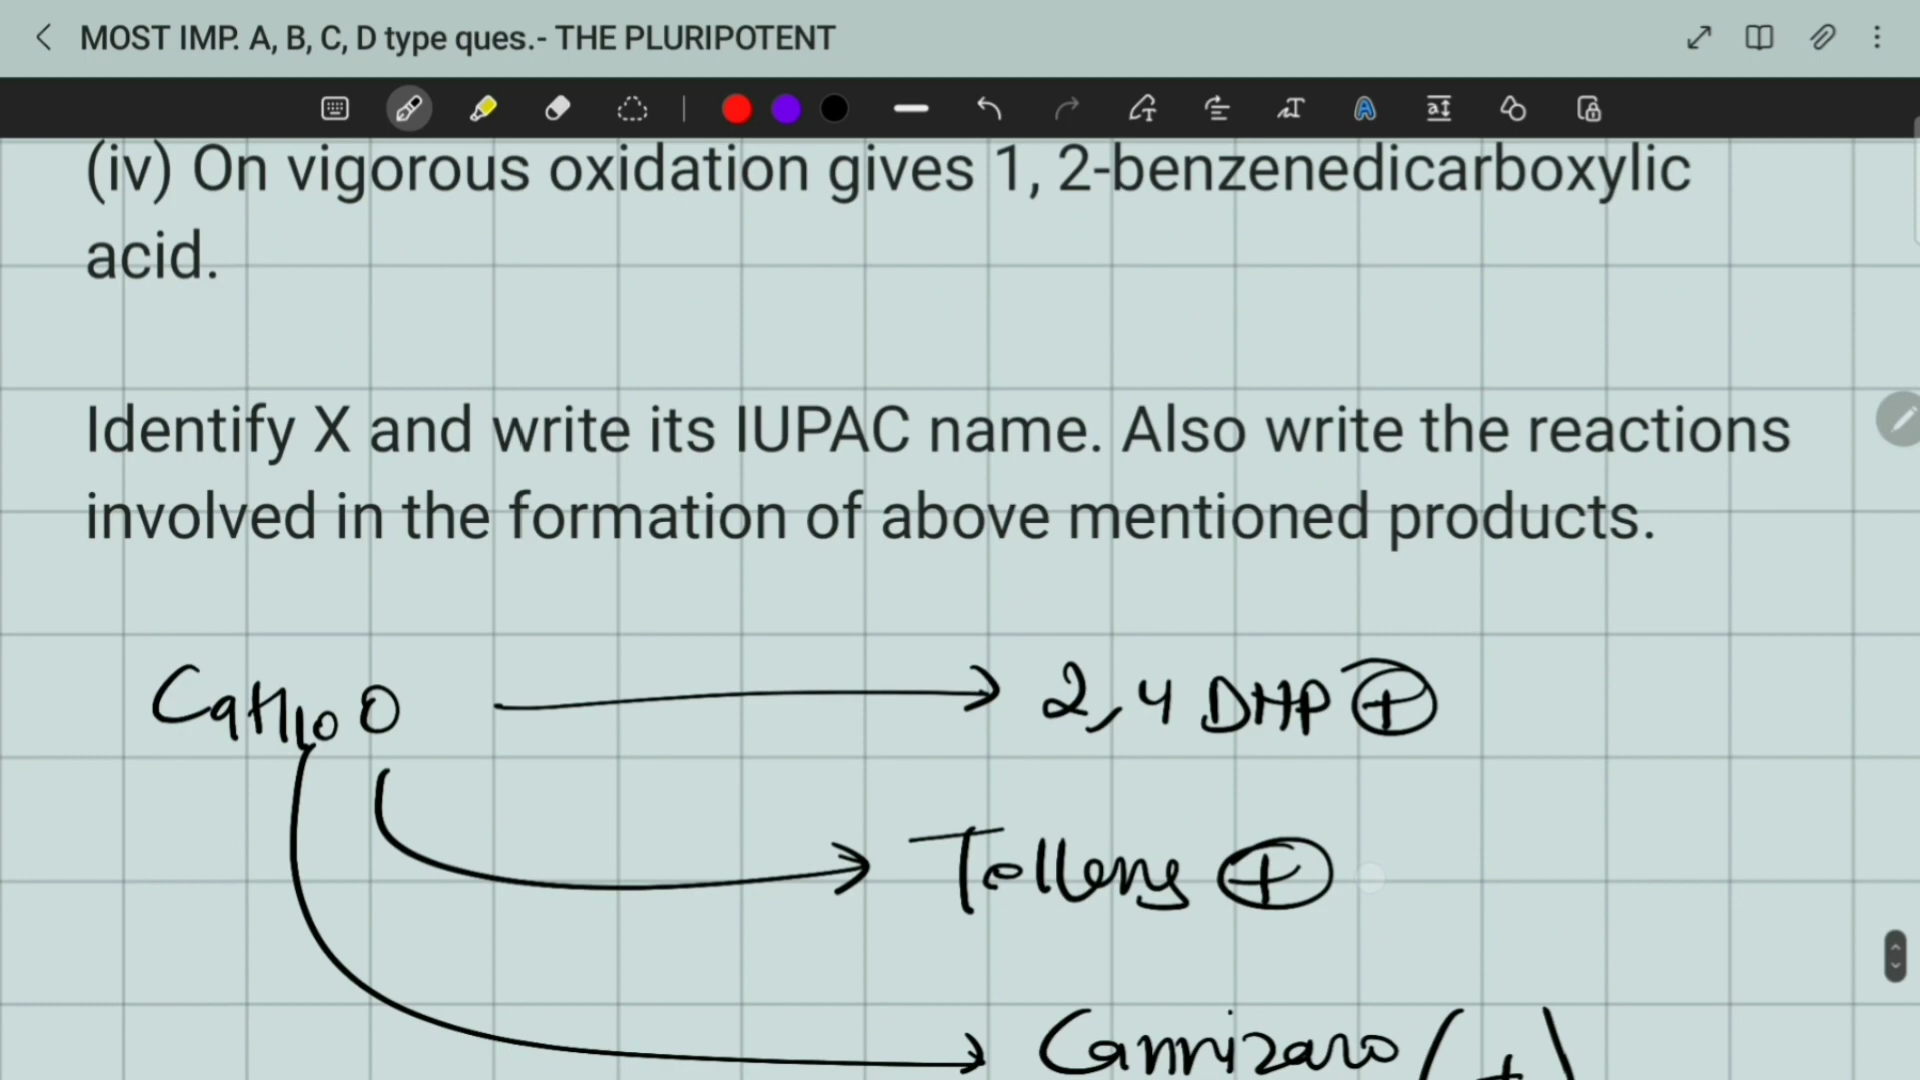 MOST IMP. A, B, C, D type ques.- THE PLURIPOTENT
(iv) On vigorous oxidation gives 1, 2-benzenedicarboxylic
acid.
Identify X and write its IUPAC name. Also write the reactions
involved in the formation of above mentioned products.
C9H10O → 2,4 DHP ⊕
→ Tollens ⊕
→ Cannizaro (+)